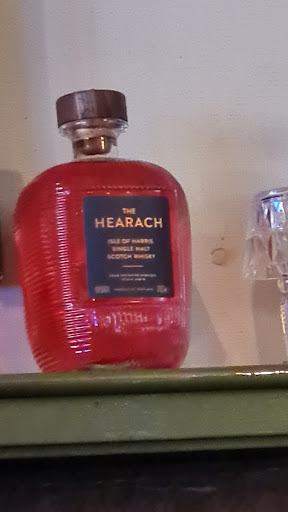 THE
HEARACH
ISLE OF HARRIS
SINGLE MALT
SCOTCH WHISKY